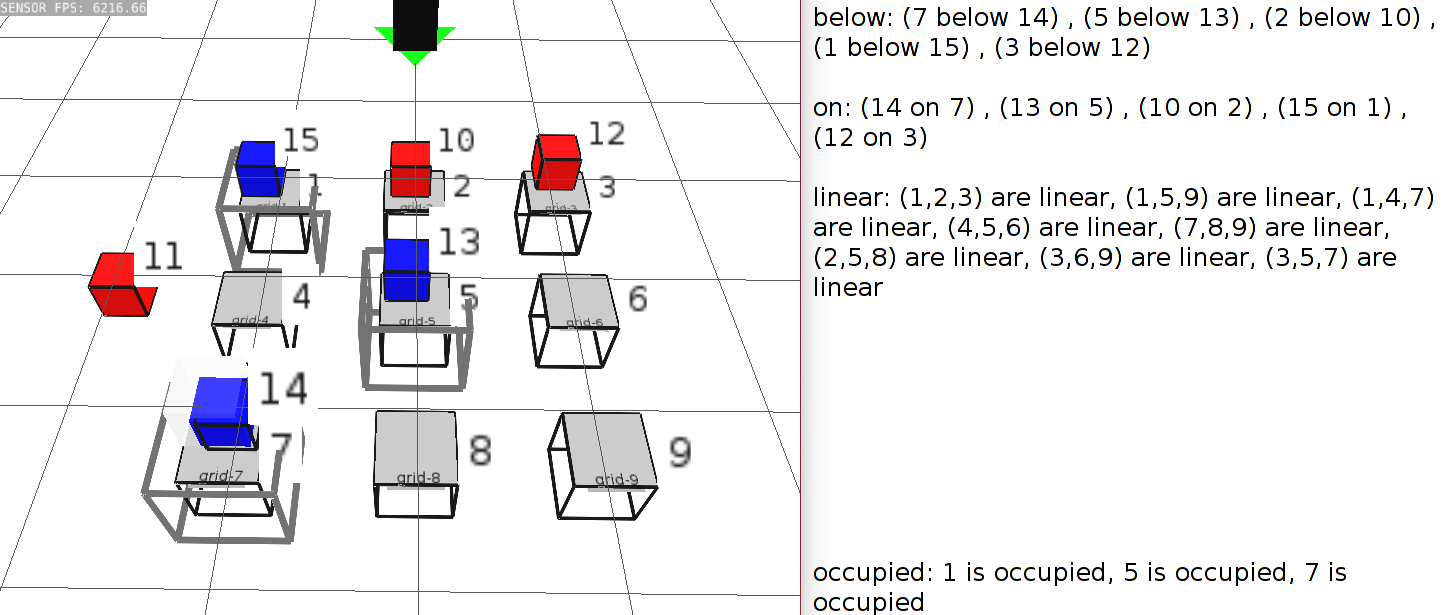 SENSOR FPS: 6216.66
15
10
12
1
2
3
grid-1
grid-2
grid-3
11
13
4
5
6
grid-4
grid-5
grid-6
14
7
8
9
grid-7
grid-8
grid-9
below: (7 below 14) , (5 below 13) , (2 below 10) ,
(1 below 15) , (3 below 12)
on: (14 on 7) , (13 on 5) , (10 on 2) , (15 on 1) ,
(12 on 3)
linear: (1,2,3) are linear, (1,5,9) are linear, (1,4,7)
are linear, (4,5,6) are linear, (7,8,9) are linear,
(2,5,8) are linear, (3,6,9) are linear, (3,5,7) are
linear
occupied: 1 is occupied, 5 is occupied, 7 is
occupied